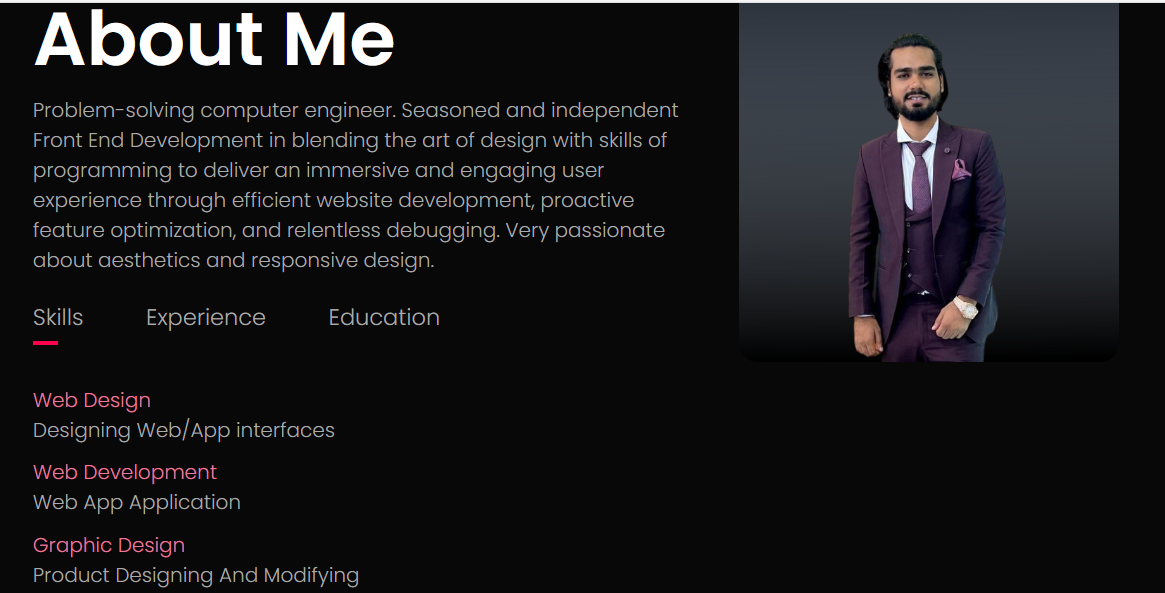 About Me
Problem-solving computer engineer. Seasoned and independent
Front End Development in blending the art of design with skills of
programming to deliver an immersive and engaging user
experience through efficient website development, proactive
feature optimization, and relentless debugging. Very passionate
about aesthetics and responsive design.
Skills Experience Education
Web Design
Designing Web/App interfaces
Web Development
Web App Application
Graphic Design
Product Designing And Modifying